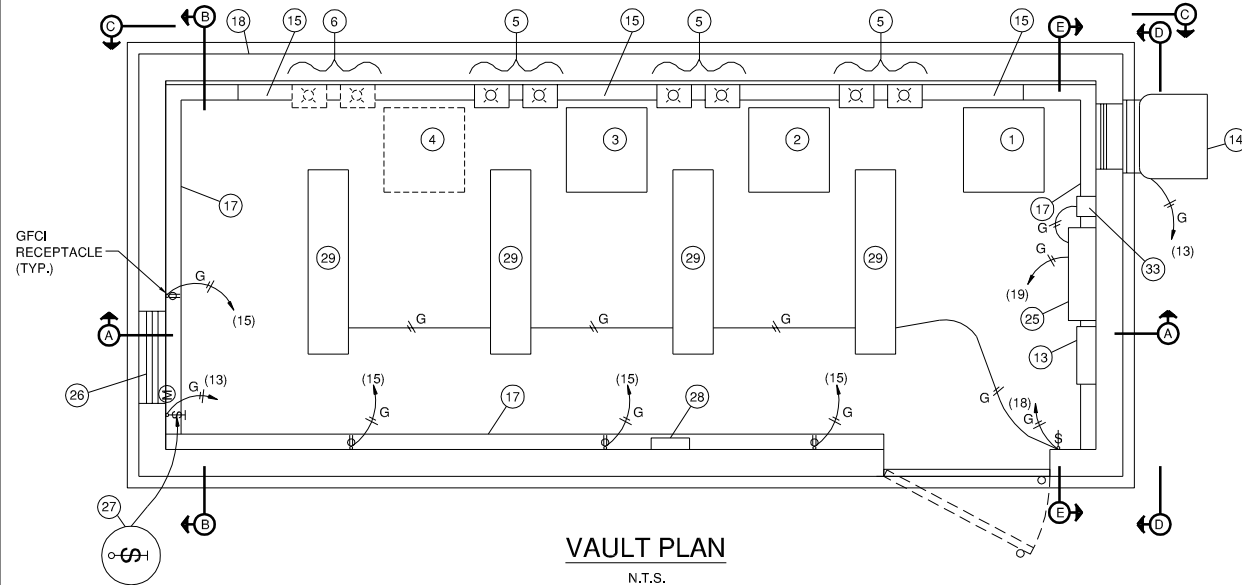 B
C
18
15
6
5
15
5
5
E
15
D
C
4
3
2
1
14
17
17
G
G
33
G
(13)
GFCI
RECEPTACLE
(TYP.)
29
29
29
29
G
(15)
(19)
25
G
G
G
A
A
13
26
M
G
(13)
(15)
(15)
(15)
28
17
G
G
G
G
(18)
G
$
$
27
$
B
E
D
VAULT PLAN
N.T.S.